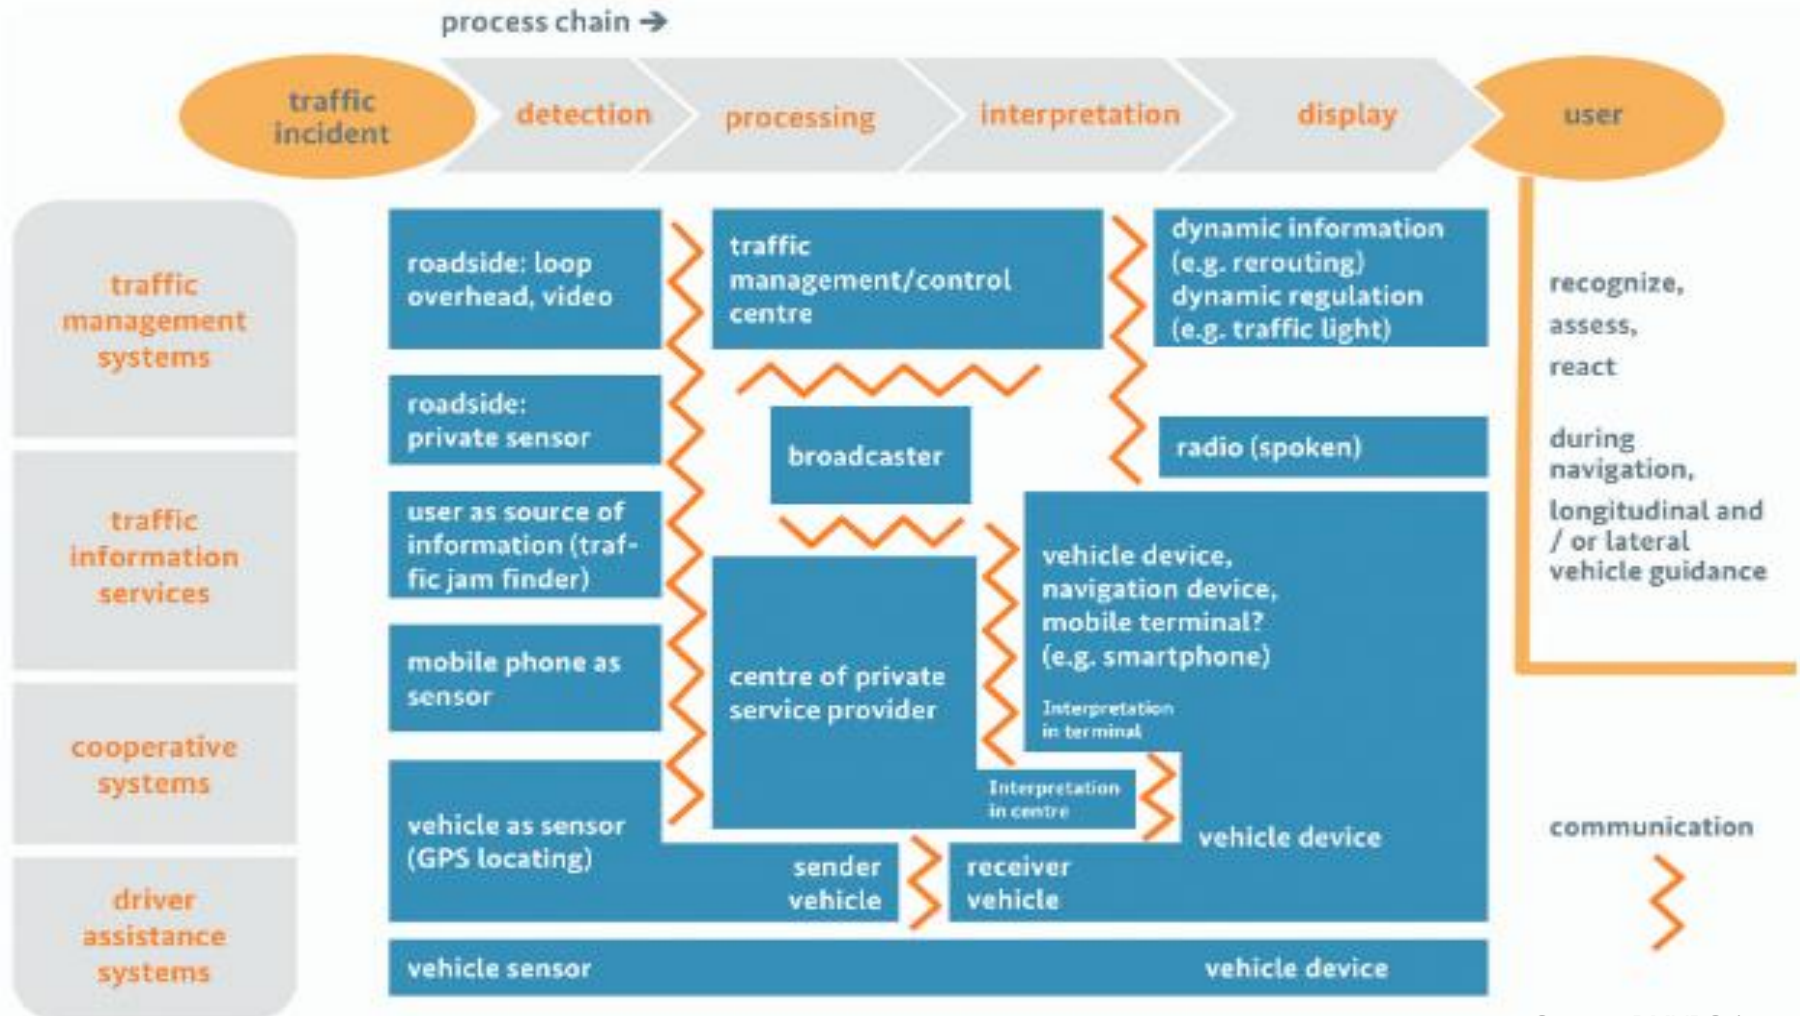 process chain →
traffic
incident
detection
processing
interpretation
display
user
traffic
management
systems
traffic
information
services
cooperative
systems
driver
assistance
systems
roadside: loop
overhead, video
roadside:
private sensor
user as source of
information (traf-
fic jam finder)
mobile phone as
sensor
vehicle as sensor
(GPS locating)
sender
vehicle
vehicle sensor
traffic
management/control
centre
broadcaster
centre of private
service provider
Interpretation
in centre
receiver
vehicle
dynamic information
(e.g. rerouting)
dynamic regulation
(e.g. traffic light)
radio (spoken)
vehicle device,
navigation device,
mobile terminal?
(e.g. smartphone)
Interpretation
in terminal
vehicle device
vehicle device
recognize,
assess,
react
during
navigation,
longitudinal and
/ or lateral
vehicle guidance
communication